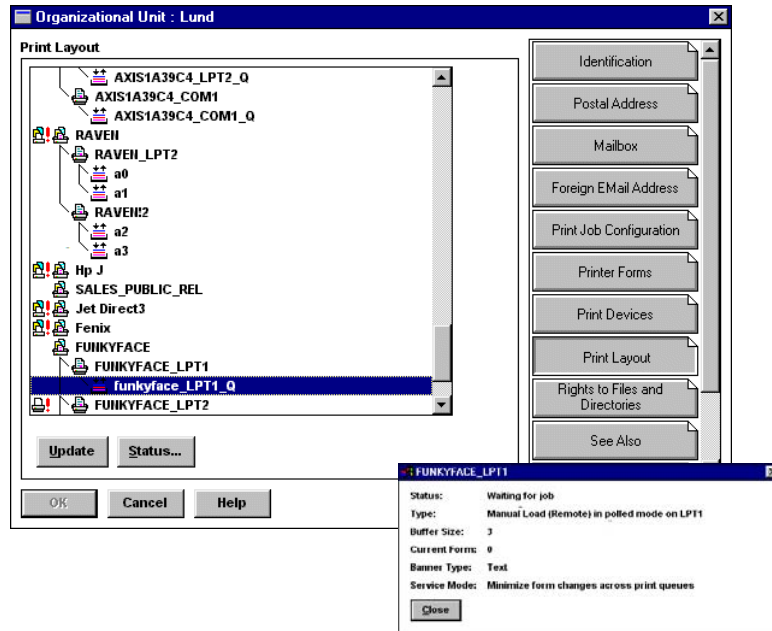 Organizational Unit : Lund
Print Layout
AXIS1A39C4_LPT2_Q
AXIS1A39C4_COM1
AXIS1A39C4_COM1_Q
RAVEN
RAVEN_LPT2
a0
a1
RAVEN!2
a2
a3
Hp J
SALES_PUBLIC_REL
Jet Direct3
Fenix
FUNKYFACE
FUNKYFACE_LPT1
funkyface_LPT1_Q
FUNKYFACE_LPT2
Update
Status...
OK
Cancel
Help
Identification
Postal Address
Mailbox
Foreign EMail Address
Print Job Configuration
Printer Forms
Print Devices
Print Layout
Rights to Files and
Directories
See Also
FUNKYFACE_LPT1
Status: Waiting for job
Type: Manual Load (Remote) in polled mode on LPT1
Buffer Size: 3
Current Form: 0
Banner Type: Text
Service Mode: Minimize form changes across print queues
Close